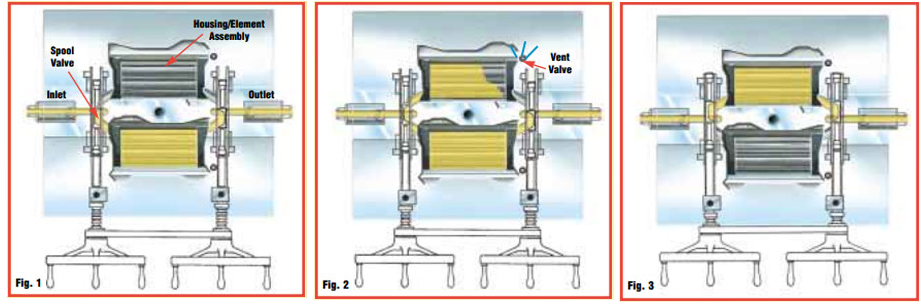 Housing/Element
Assembly
Spool
Valve
Inlet
Outlet
Fig. 1
Vent
Valve
Fig. 2
Fig. 3